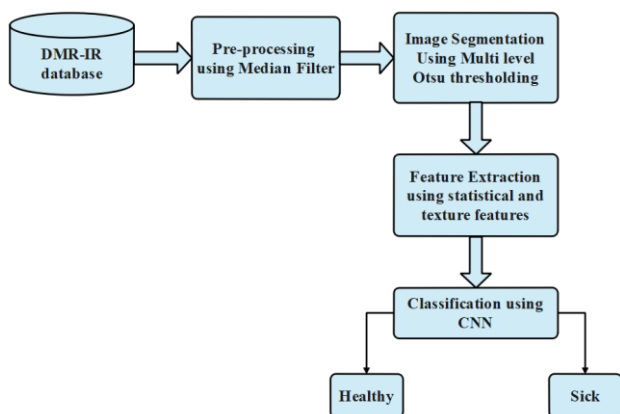 DMR-IR
database
Pre-processing
using Median Filter
Image Segmentation
Using Multi level
Otsu thresholding
Feature Extraction
using statistical and
texture features
Classification using
CNN
Healthy
Sick